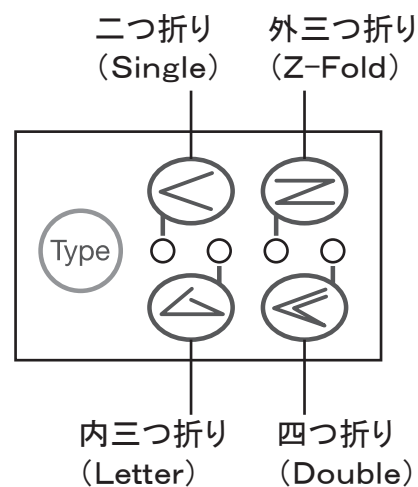 二つ折り
（Single）
外三つ折り
（Z-Fold）
Type
内三つ折り
（Letter）
四つ折り
（Double）